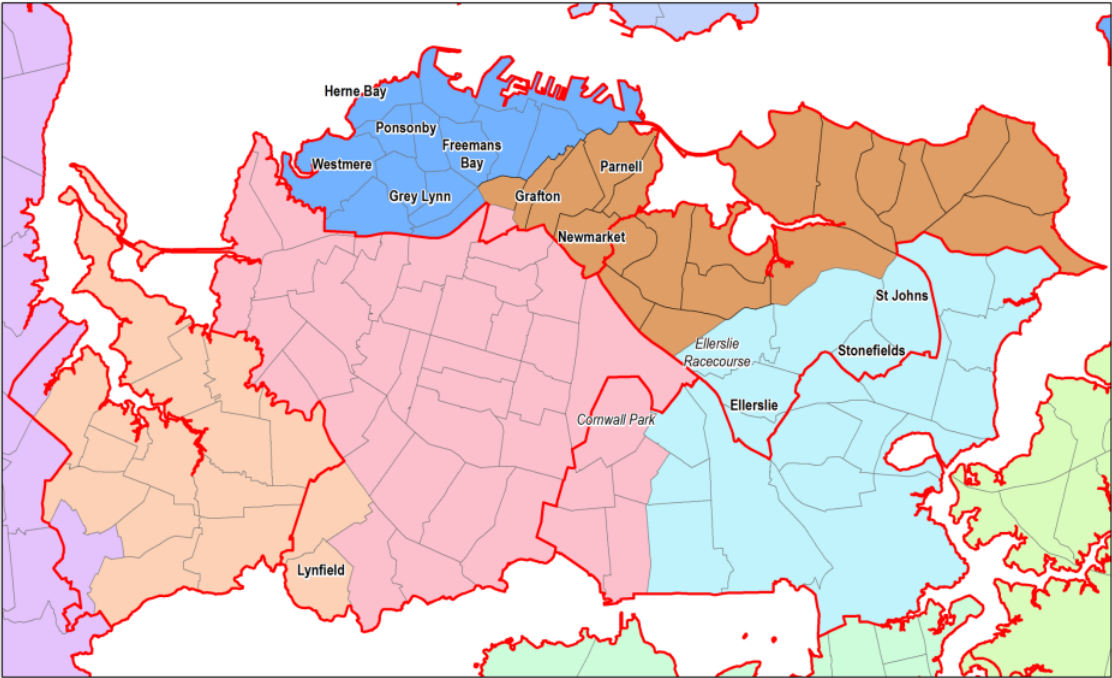 Herne Bay
Ponsonby
Freemans
Bay
Westmere
Parnell
Grey Lynn
Grafton
Newmarket
St Johns
Ellerslie
Racecourse
Stonefields
Ellerslie
Cornwall Park
Lynfield